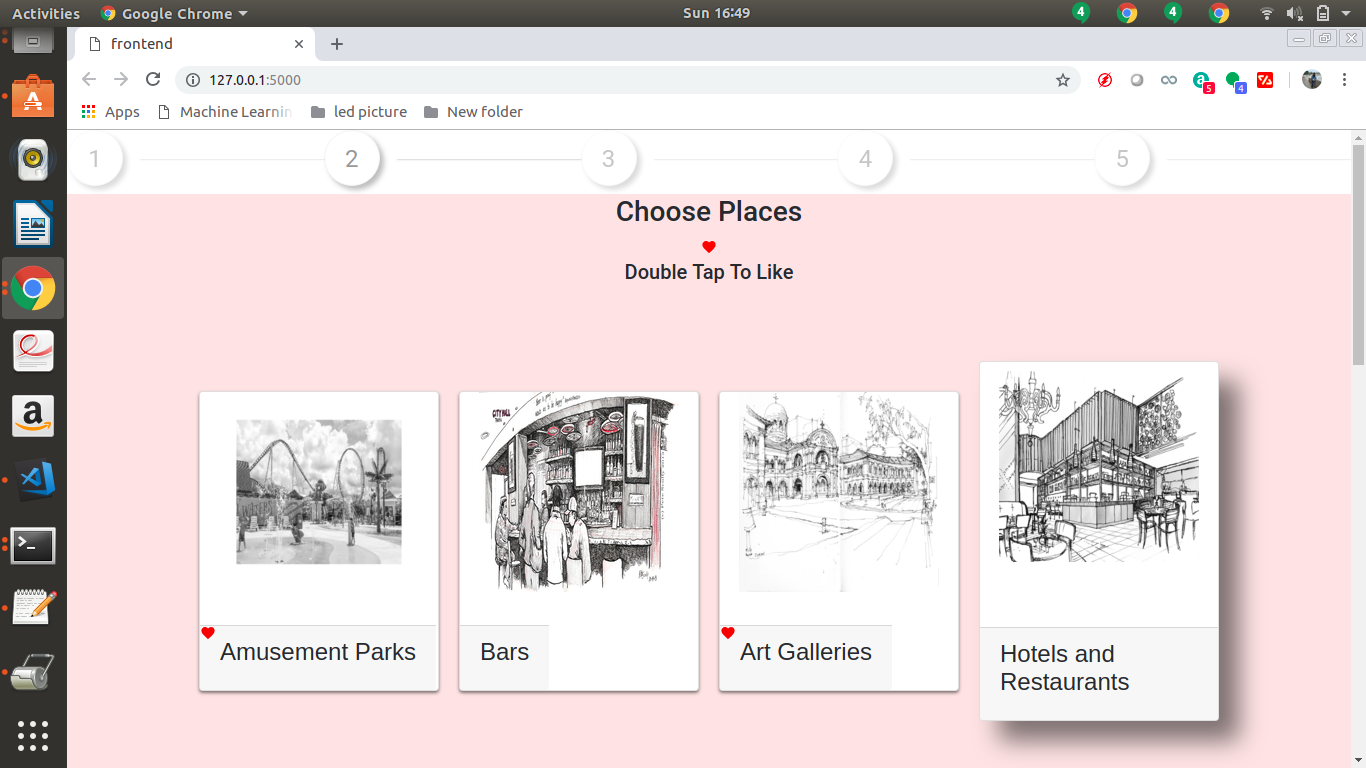 Activities
Google Chrome
Sun 16:49
4
4
frontend
127.0.0.1:5000
5
4
Apps
Machine Learnin
led picture
New folder
1
2
3
4
5
Choose Places
Double Tap To Like
CITY HALL
Amusement Parks
Bars
Art Galleries
Hotels and
Restaurants